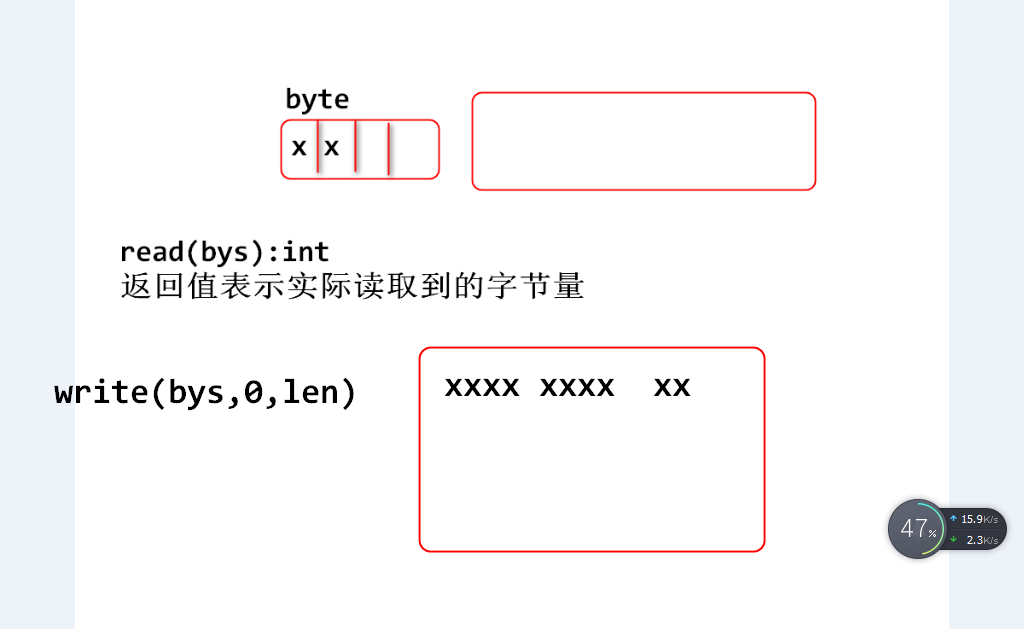 byte
x x
read(bys):int
返回值表示实际读取到的字节量
write(bys,0,len)
xxxx xxxx xx
47%
15.9K/s
2.3K/s